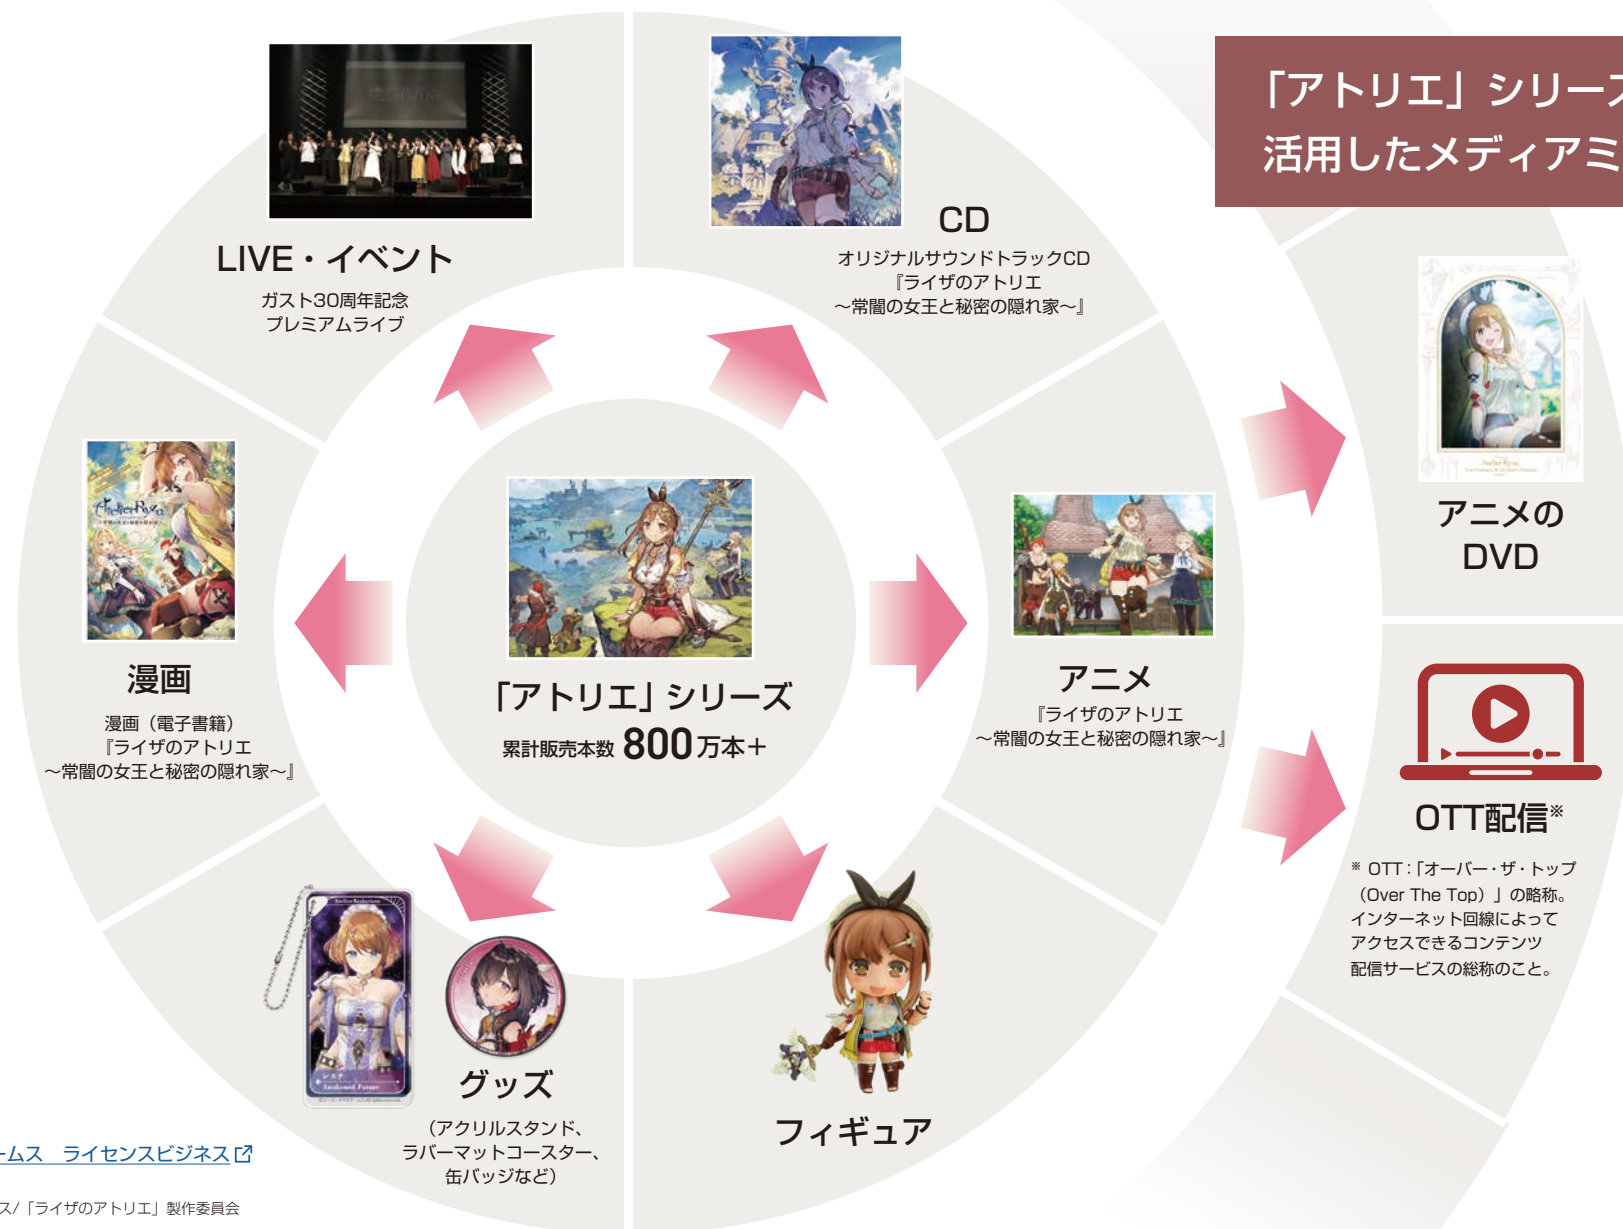 「アトリエ」シリーズ
活用したメディアミ
LIVE・イベント
ガスト30周年記念
プレミアムライブ
CD
オリジナルサウンドトラックCD
『ライザのアトリエ
～常闇の女王と秘密の隠れ家～』
漫画
漫画（電子書籍）
『ライザのアトリエ
～常闇の女王と秘密の隠れ家～』
「アトリエ」シリーズ
累計販売本数 800万本＋
アニメ
『ライザのアトリエ
～常闇の女王と秘密の隠れ家～』
アニメの
DVD
OTT配信※
※ OTT：「オーバー・ザ・トップ
（Over The Top）」の略称。
インターネット回線によって
アクセスできるコンテンツ
配信サービスの総称のこと。
グッズ
（アクリルスタンド、
ラバーマットコースター、
缶バッジなど）
フィギュア
Atelier Ryza
レスナ
Awakened Future
ームス　ライセンスビジネス
ス/「ライザのアトリエ」製作委員会